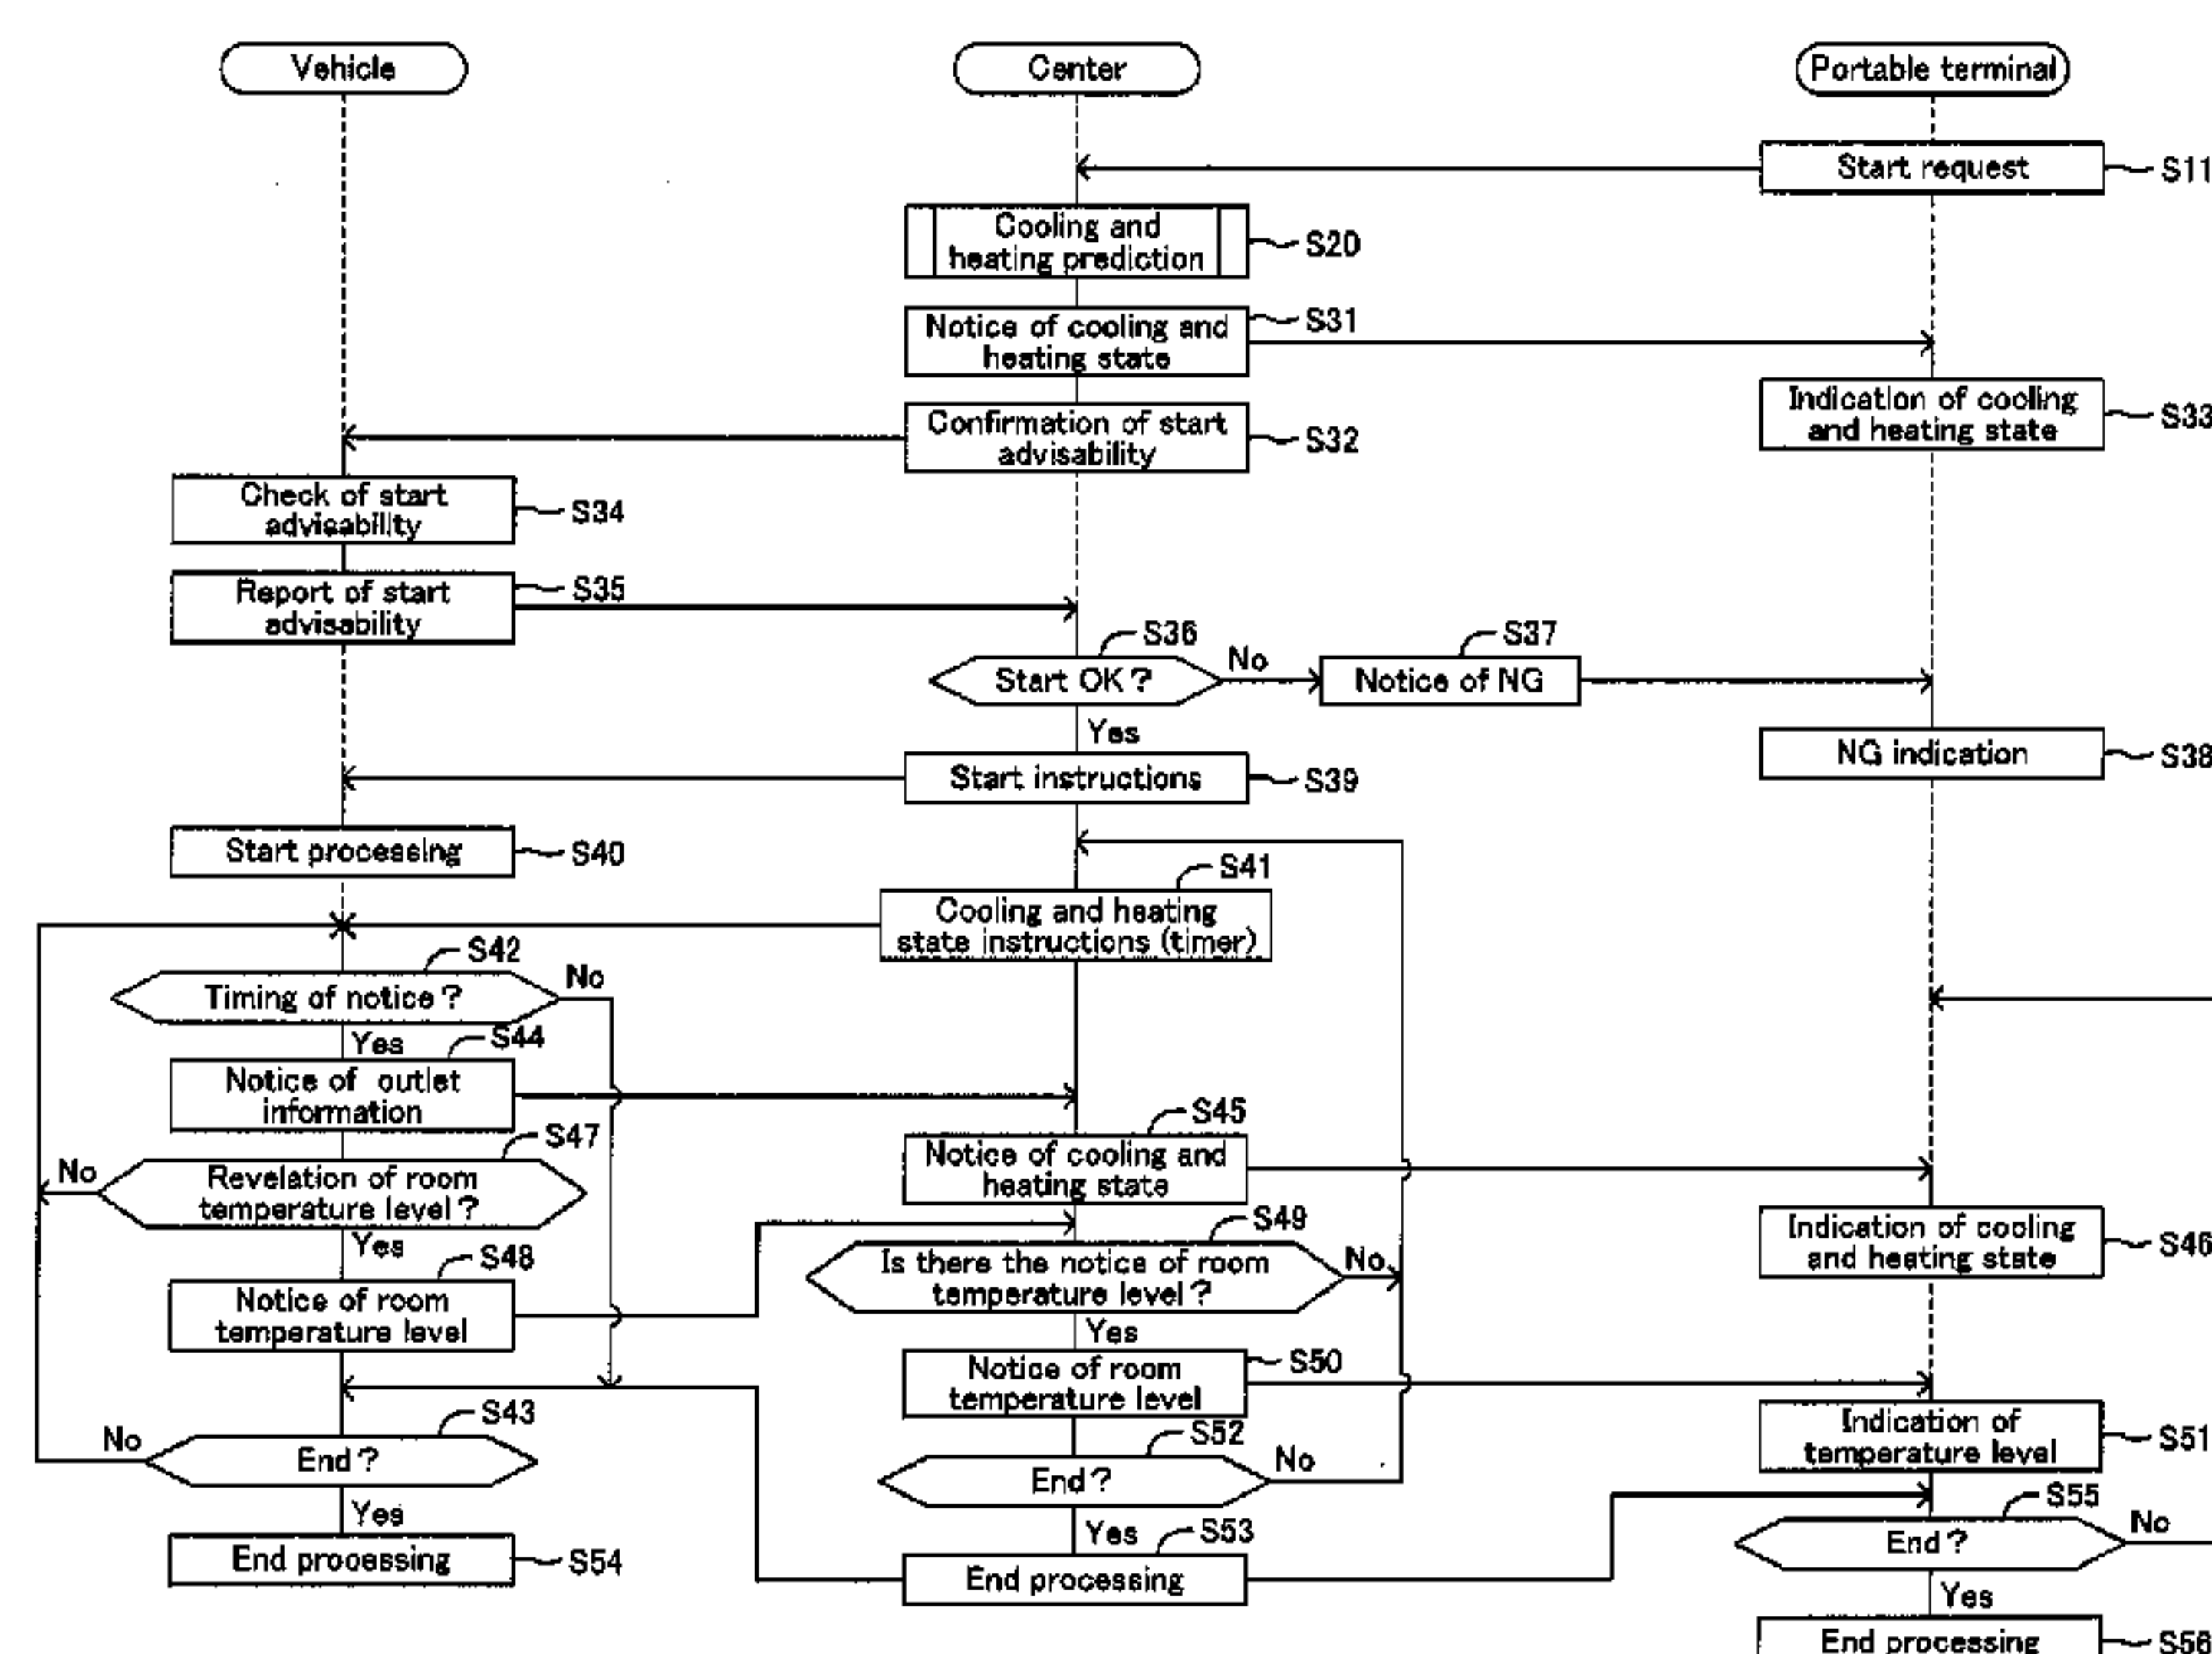 Vehicle
Center
Portable terminal
Start request
S11
Cooling and
heating prediction
S20
Notice of cooling and
heating state
S31
Indication of cooling
and heating state
S33
Confirmation of start
advisability
S32
Check of start
advisability
S34
Report of start
advisability
S35
S36
Start OK?
No
S37
Notice of NG
Yes
NG indication
S38
Start instructions
S39
Start processing
S40
S41
Cooling and heating
state instructions (timer)
S42
Timing of notice?
No
Yes
S44
Notice of outlet
information
S45
Notice of cooling and
heating state
S47
No
Revelation of room
temperature level?
Yes
S46
Indication of cooling
and heating state
S48
Notice of room
temperature level
S49
Is there the notice of room
temperature level?
No
Yes
S50
Notice of room
temperature level
Indication of
temperature level
S51
S43
No
End?
Yes
S52
End?
No
Yes
S53
End processing
End processing
S54
S55
End?
No
Yes
End processing
S56